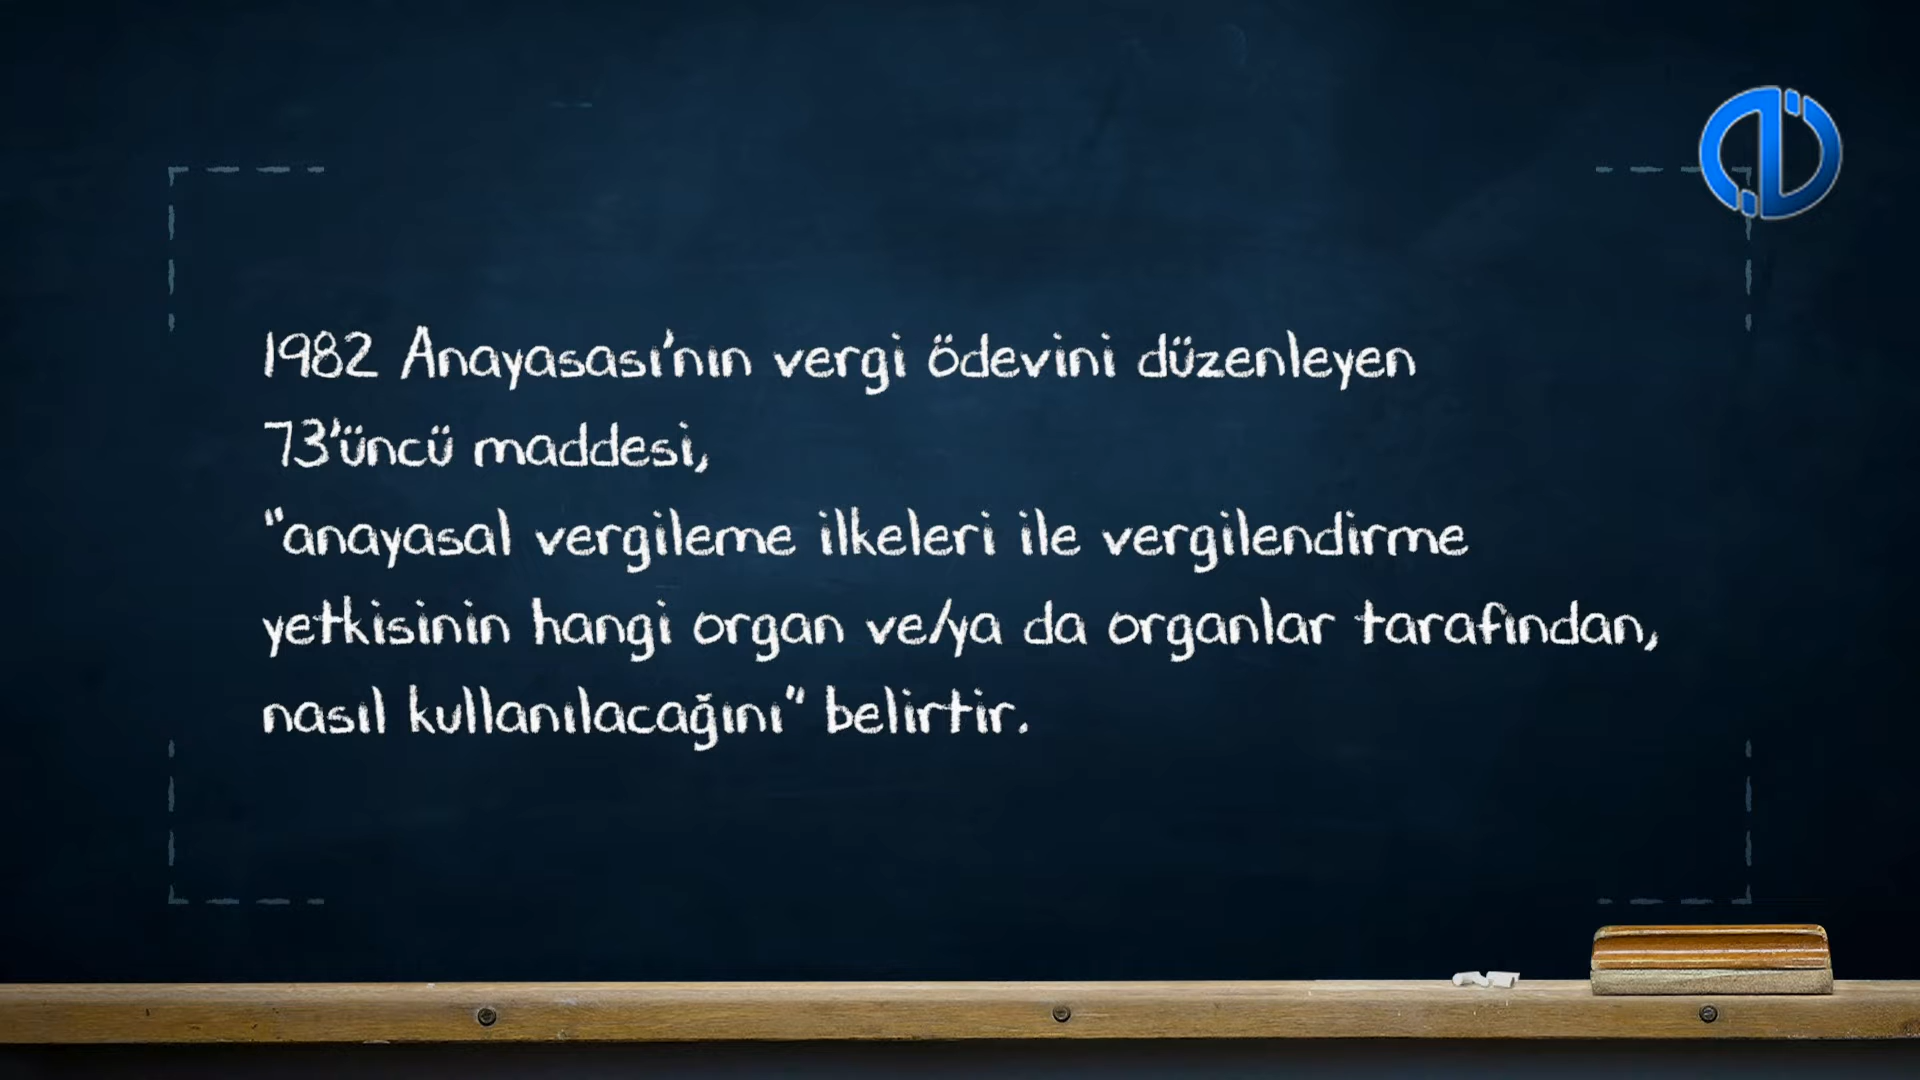 1982 Anayasası'nın vergi ödevini düzenleyen
73'üncü maddesi,
"anayasal vergileme ilkeleri ile vergilendirme
yetkisinin hangi organ ve/ya da organlar tarafından,
nasıl kullanılacağını" belirtir.